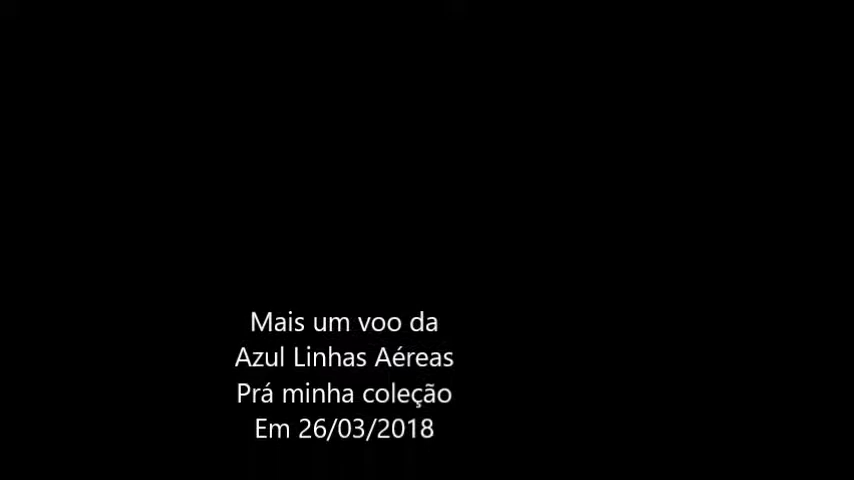 Mais um voo da
Azul Linhas Aéreas
Prá minha coleção
Em 26/03/2018